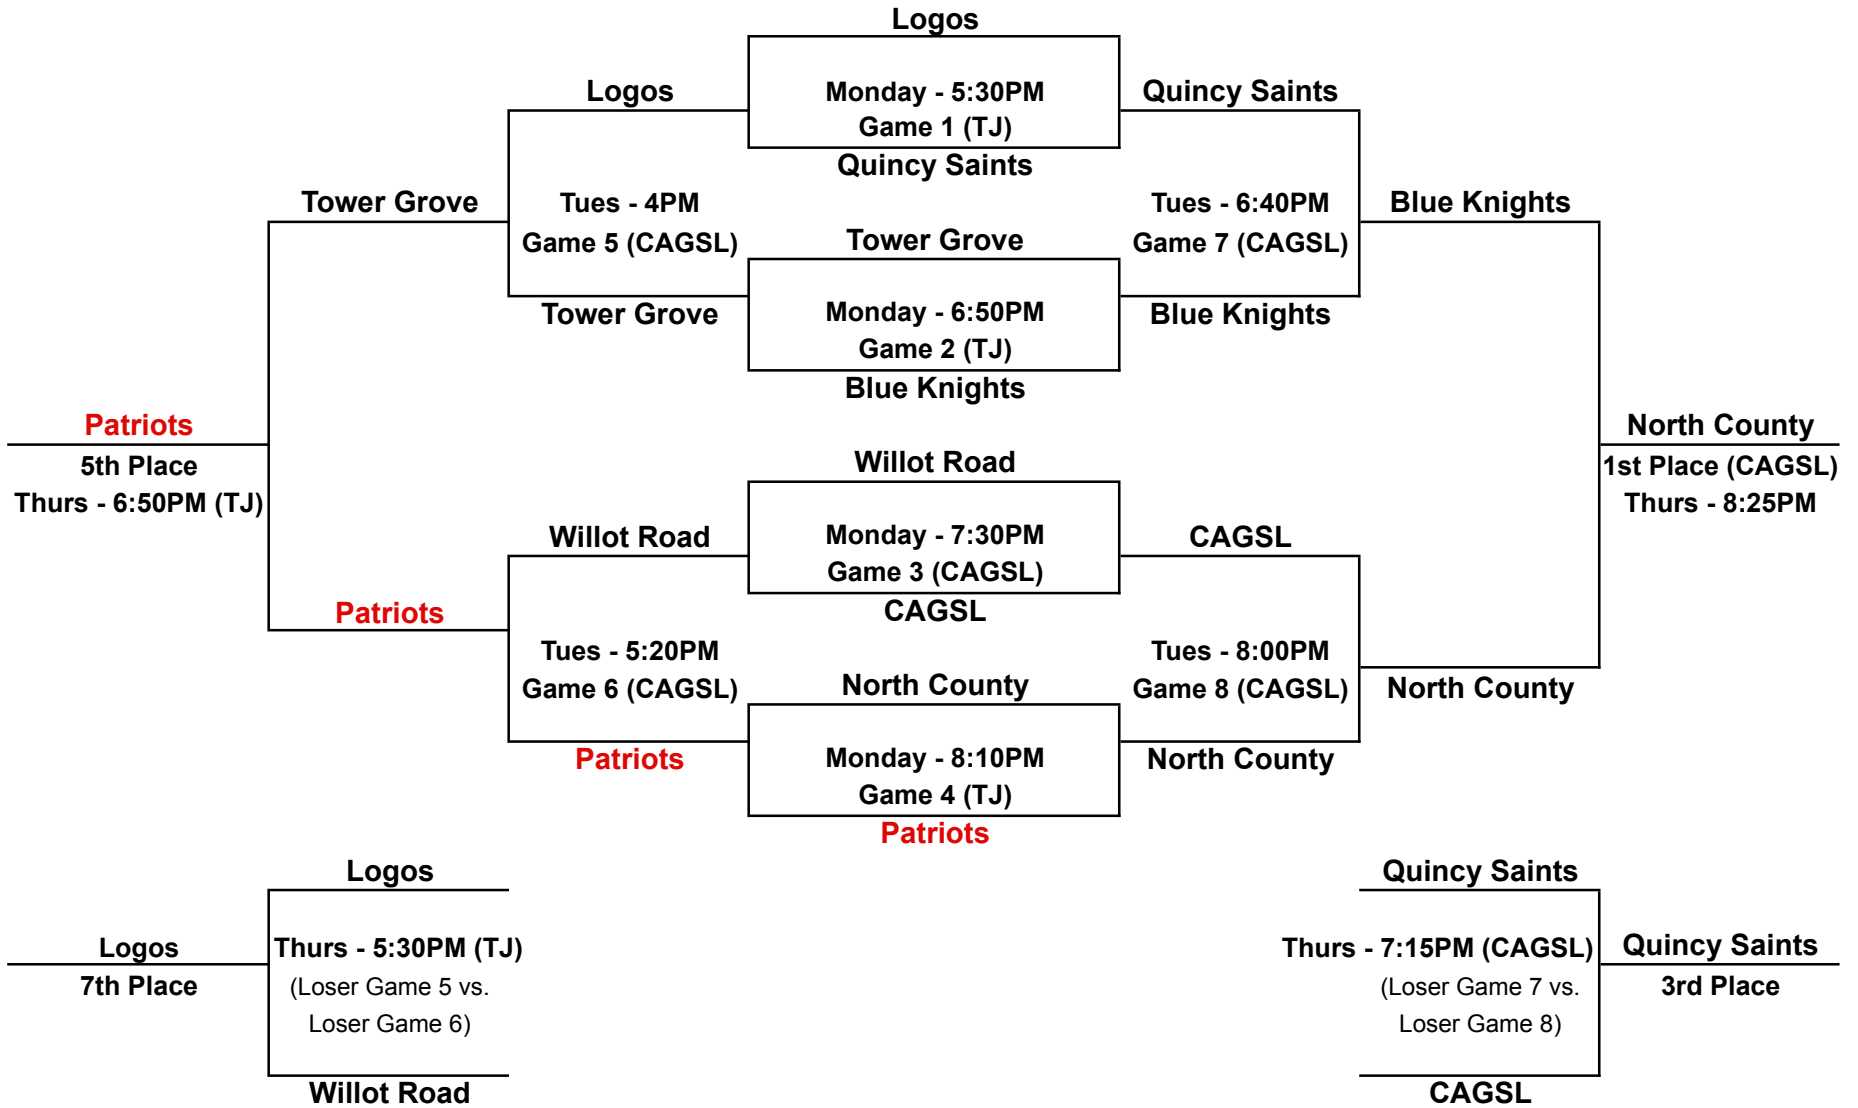 Logos
Logos
Monday - 5:30PM
Quincy Saints
Game 1 (TJ)
Quincy Saints
Tower Grove
Tues - 4PM
Tues - 6:40PM
Blue Knights
Game 5 (CAGSL)
Tower Grove
Game 7 (CAGSL)
Tower Grove
Monday - 6:50PM
Blue Knights
Game 2 (TJ)
Blue Knights
Patriots
North County
5th Place
Willot Road
1st Place (CAGSL)
Thurs - 6:50PM (TJ)
Thurs - 8:25PM
Willot Road
Monday - 7:30PM
CAGSL
Game 3 (CAGSL)
Patriots
CAGSL
Tues - 5:20PM
Tues - 8:00PM
Game 6 (CAGSL)
North County
Game 8 (CAGSL)
North County
Patriots
Monday - 8:10PM
North County
Game 4 (TJ)
Patriots
Logos
Quincy Saints
Logos
Thurs - 5:30PM (TJ)
Thurs - 7:15PM (CAGSL)
Quincy Saints
7th Place
(Loser Game 5 vs.
(Loser Game 7 vs.
3rd Place
Loser Game 6)
Loser Game 8)
Willot Road
CAGSL